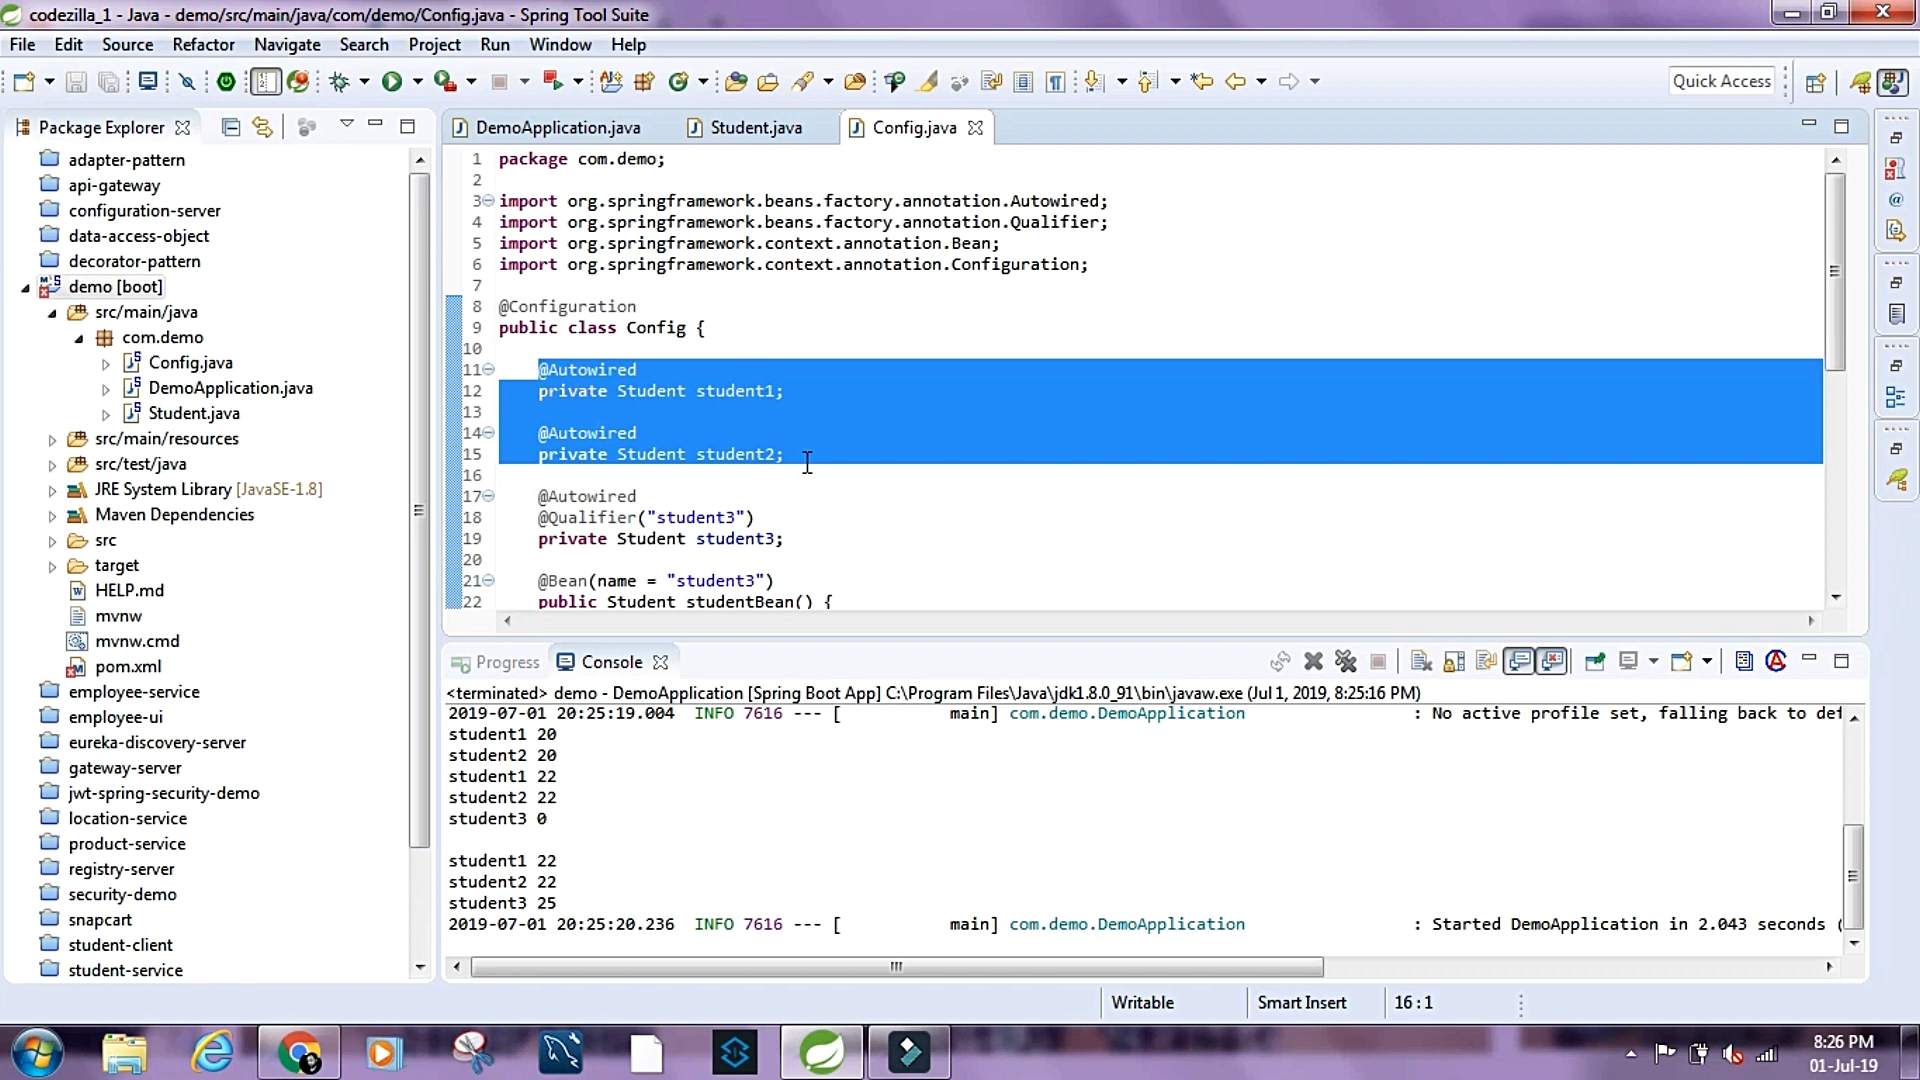 codezilla_1 - Java - demo/src/main/java/com/demo/Config.java - Spring Tool Suite
File Edit Source Refactor Navigate Search Project Run Window Help
Quick Access
Package Explorer
adapter-pattern
api-gateway
configuration-server
data-access-object
decorator-pattern
demo [boot]
src/main/java
com.demo
Config.java
DemoApplication.java
Student.java
src/main/resources
src/test/java
JRE System Library [JavaSE-1.8]
Maven Dependencies
src
target
HELP.md
mvnw
mvnw.cmd
pom.xml
employee-service
employee-ui
eureka-discovery-server
gateway-server
jwt-spring-security-demo
location-service
product-service
registry-server
security-demo
snapcart
student-client
student-service
DemoApplication.java Student.java Config.java
1 package com.demo;
2
3 import org.springframework.beans.factory.annotation.Autowired;
4 import org.springframework.beans.factory.annotation.Qualifier;
5 import org.springframework.context.annotation.Bean;
6 import org.springframework.context.annotation.Configuration;
7
8 @Configuration
9 public class Config {
10
11 @Autowired
12 private Student student1;
13
14 @Autowired
15 private Student student2;
16
17 @Autowired
18 @Qualifier("student3")
19 private Student student3;
20
21 @Bean(name = "student3")
22 public Student studentBean() {
Progress Console
<terminated> demo - DemoApplication [Spring Boot App] C:\Program Files\Java\jdk1.8.0_91\bin\javaw.exe (Jul 1, 2019, 8:25:16 PM)
2019-07-01 20:25:19.004 INFO 7616 --- [ main] com.demo.DemoApplication : No active profile set, falling back to def
student1 20
student2 20
student1 22
student2 22
student3 0
student1 22
student2 22
student3 25
2019-07-01 20:25:20.236 INFO 7616 --- [ main] com.demo.DemoApplication : Started DemoApplication in 2.043 seconds (
Writable Smart Insert 16 : 1
8:26 PM
01-Jul-19